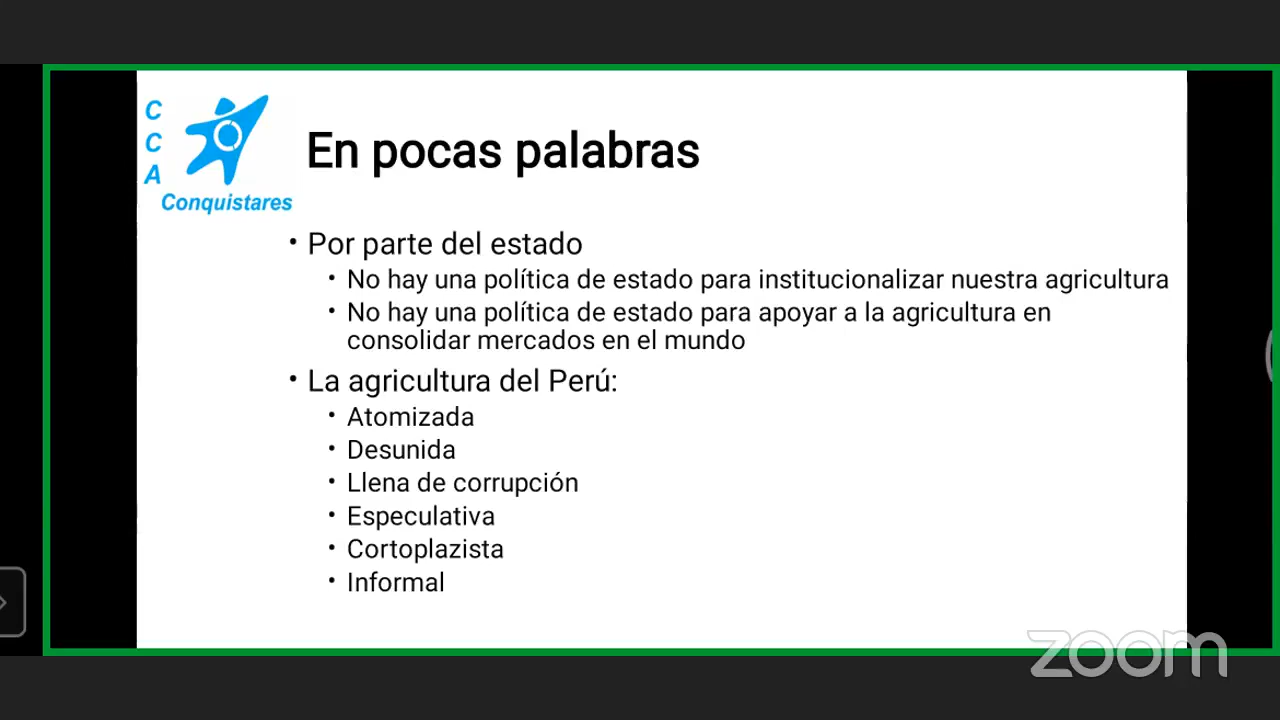 C
C
A
Conquistares
En pocas palabras
• Por parte del estado
• No hay una política de estado para institucionalizar nuestra agricultura
• No hay una política de estado para apoyar a la agricultura en
consolidar mercados en el mundo
• La agricultura del Perú:
• Atomizada
• Desunida
• Llena de corrupción
• Especulativa
• Cortoplazista
• Informal
zoom